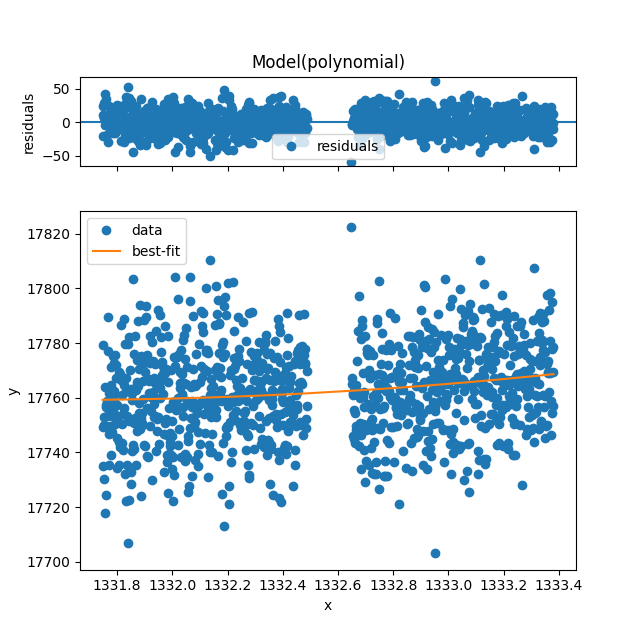 Model(polynomial)
50
0
−50
residuals
residuals
17820
17800
17780
17760
17740
17720
17700
y
data
best-fit
1331.8 1332.0 1332.2 1332.4 1332.6 1332.8 1333.0 1333.2 1333.4
x